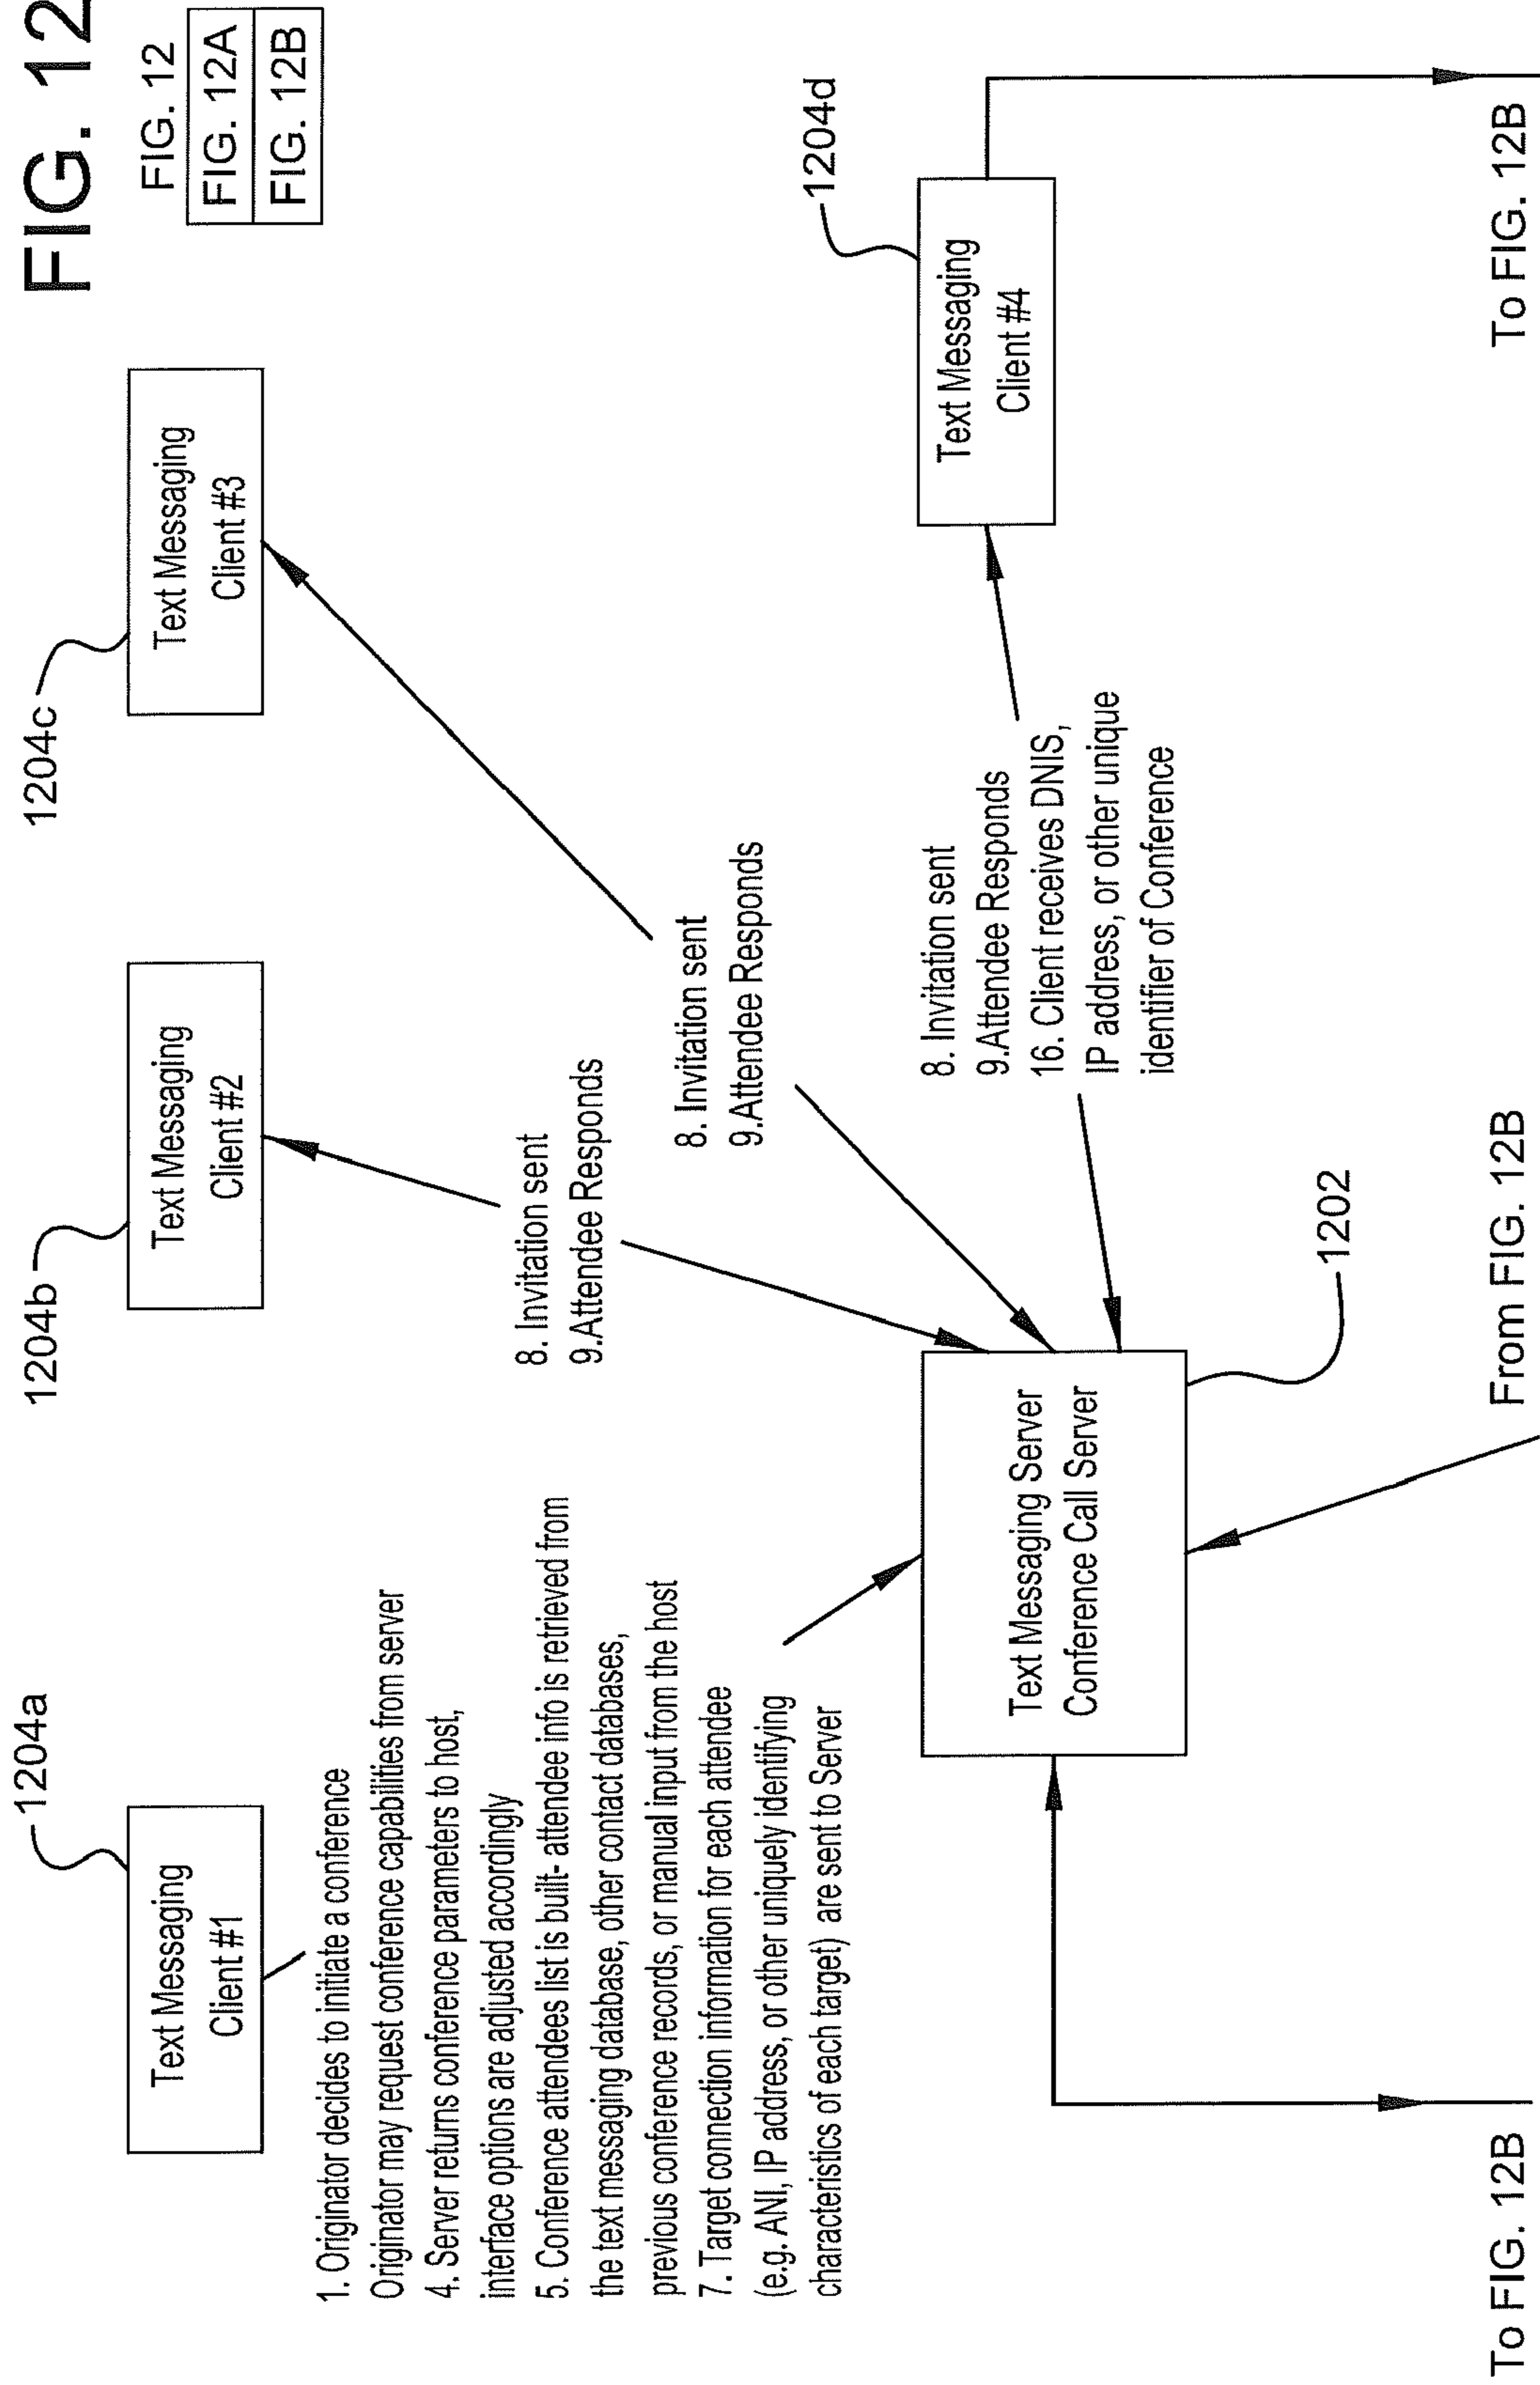 FIG. 12
FIG. 12
FIG. 12A
FIG. 12B
1204a
1204b
1204c
Text Messaging
Client #1
Text Messaging
Client #2
Text Messaging
Client #3
1. Originator decides to initiate a conference
Originator may request conference capabilities from server
4. Server returns conference parameters to host,
interface options are adjusted accordingly
5. Conference attendees list is built- attendee info is retrieved from
the text messaging database, other contact databases,
previous conference records, or manual input from the host
7. Target connection information for each attendee
(e.g. ANI, IP address, or other uniquely identifying
characteristics of each target) are sent to Server
8. Invitation sent
9.Attendee Responds
8. Invitation sent
9.Attendee Responds
1204d
Text Messaging
Client #4
8. Invitation sent
9.Attendee Responds
16. Client receives DNIS,
IP address, or other unique
identifier of Conference
Text Messaging Server
Conference Call Server
1202
To FIG. 12B
From FIG. 12B
To FIG. 12B